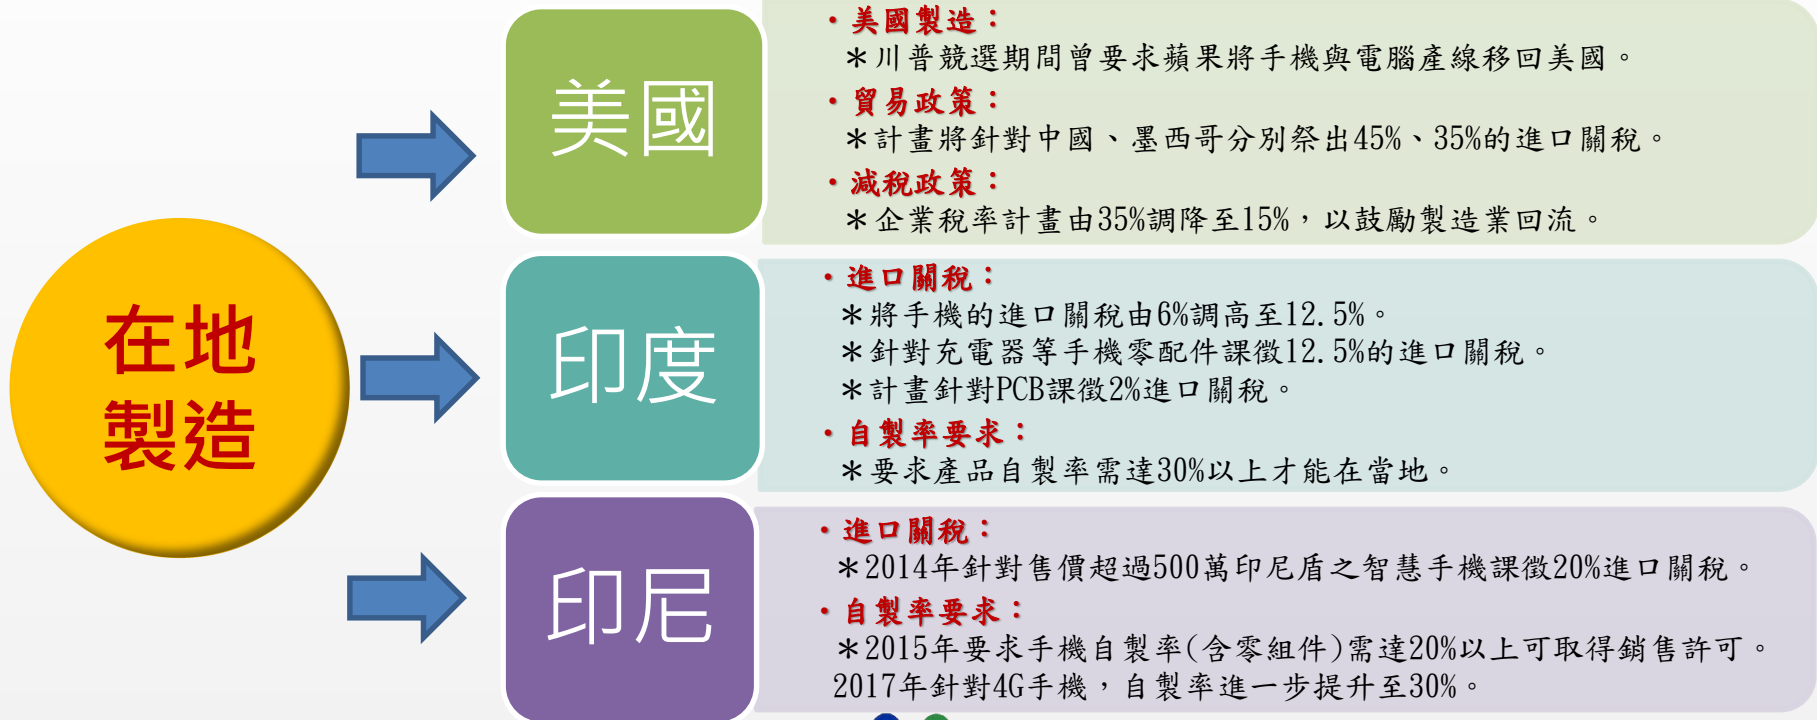 在地
製造
美國
・美國製造：
＊川普競選期間曾要求蘋果將手機與電腦產線移回美國。
・貿易政策：
＊計畫將針對中國、墨西哥分別祭出45%、35%的進口關稅。
・減稅政策：
＊企業稅率計畫由35%調降至15%，以鼓勵製造業回流。
印度
・進口關稅：
＊將手機的進口關稅由6%調高至12.5%。
＊針對充電器等手機零配件課徵12.5%的進口關稅。
＊計畫針對PCB課徵2%進口關稅。
・自製率要求：
＊要求產品自製率需達30%以上才能在當地。
印尼
・進口關稅：
＊2014年針對售價超過500萬印尼盾之智慧手機課徵20%進口關稅。
・自製率要求：
＊2015年要求手機自製率(含零組件)需達20%以上可取得銷售許可。
2017年針對4G手機，自製率進一步提升至30%。